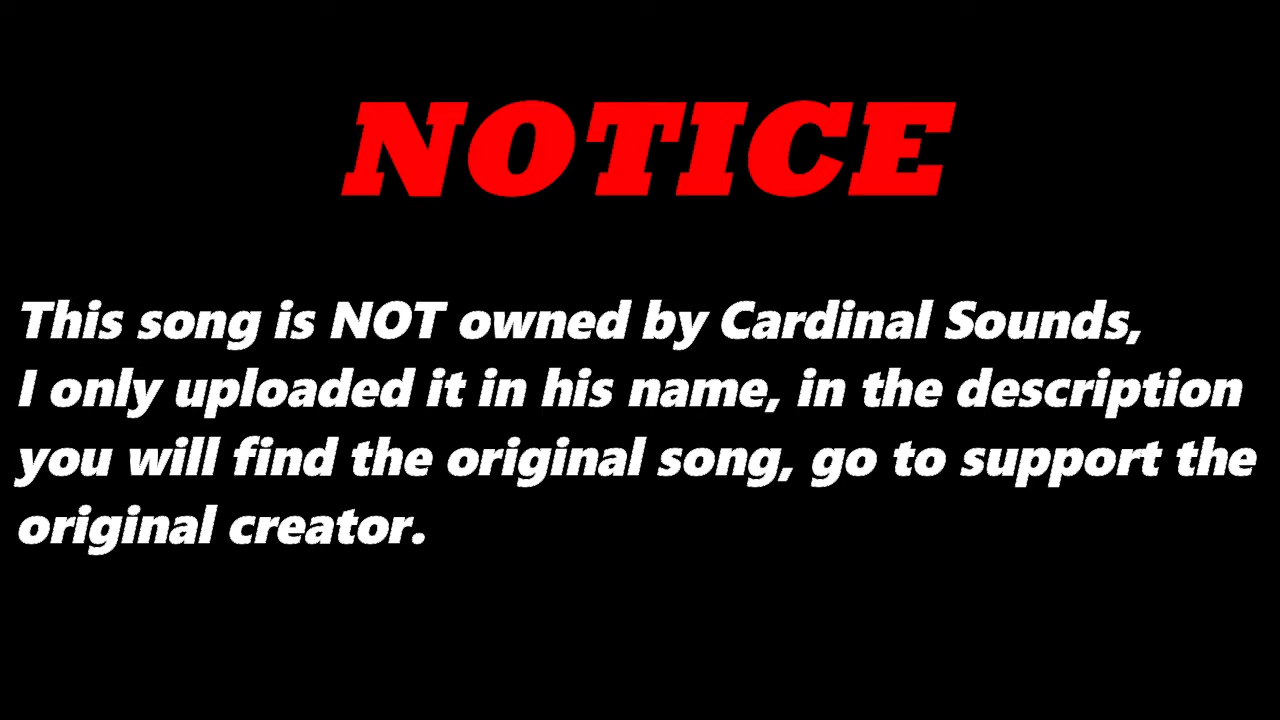 NOTICE
This song is NOT owned by Cardinal Sounds,
I only uploaded it in his name, in the description
you will find the original song, go to support the
original creator.